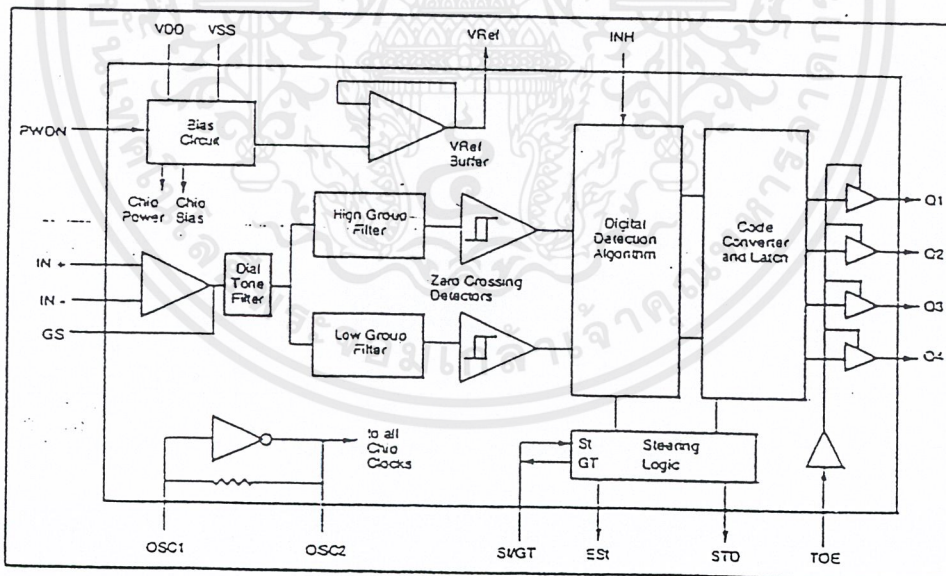 VDD VSS VRef INH
PWDN
Bias
Circuit
VRef
Buffer
Chip
Power
Chip
Bias
High Group
Filter
Digital
Detection
Algorithm
Code
Converter
and Latch
Q1
Q2
Q3
Q4
IN +
IN -
GS
Dial
Tone
Filter
Zero Crossing
Detectors
Low Group
Filter
to all
Chip
Clocks
St
GT
Steering
Logic
OSC1 OSC2 St/GT ESt STD TOE